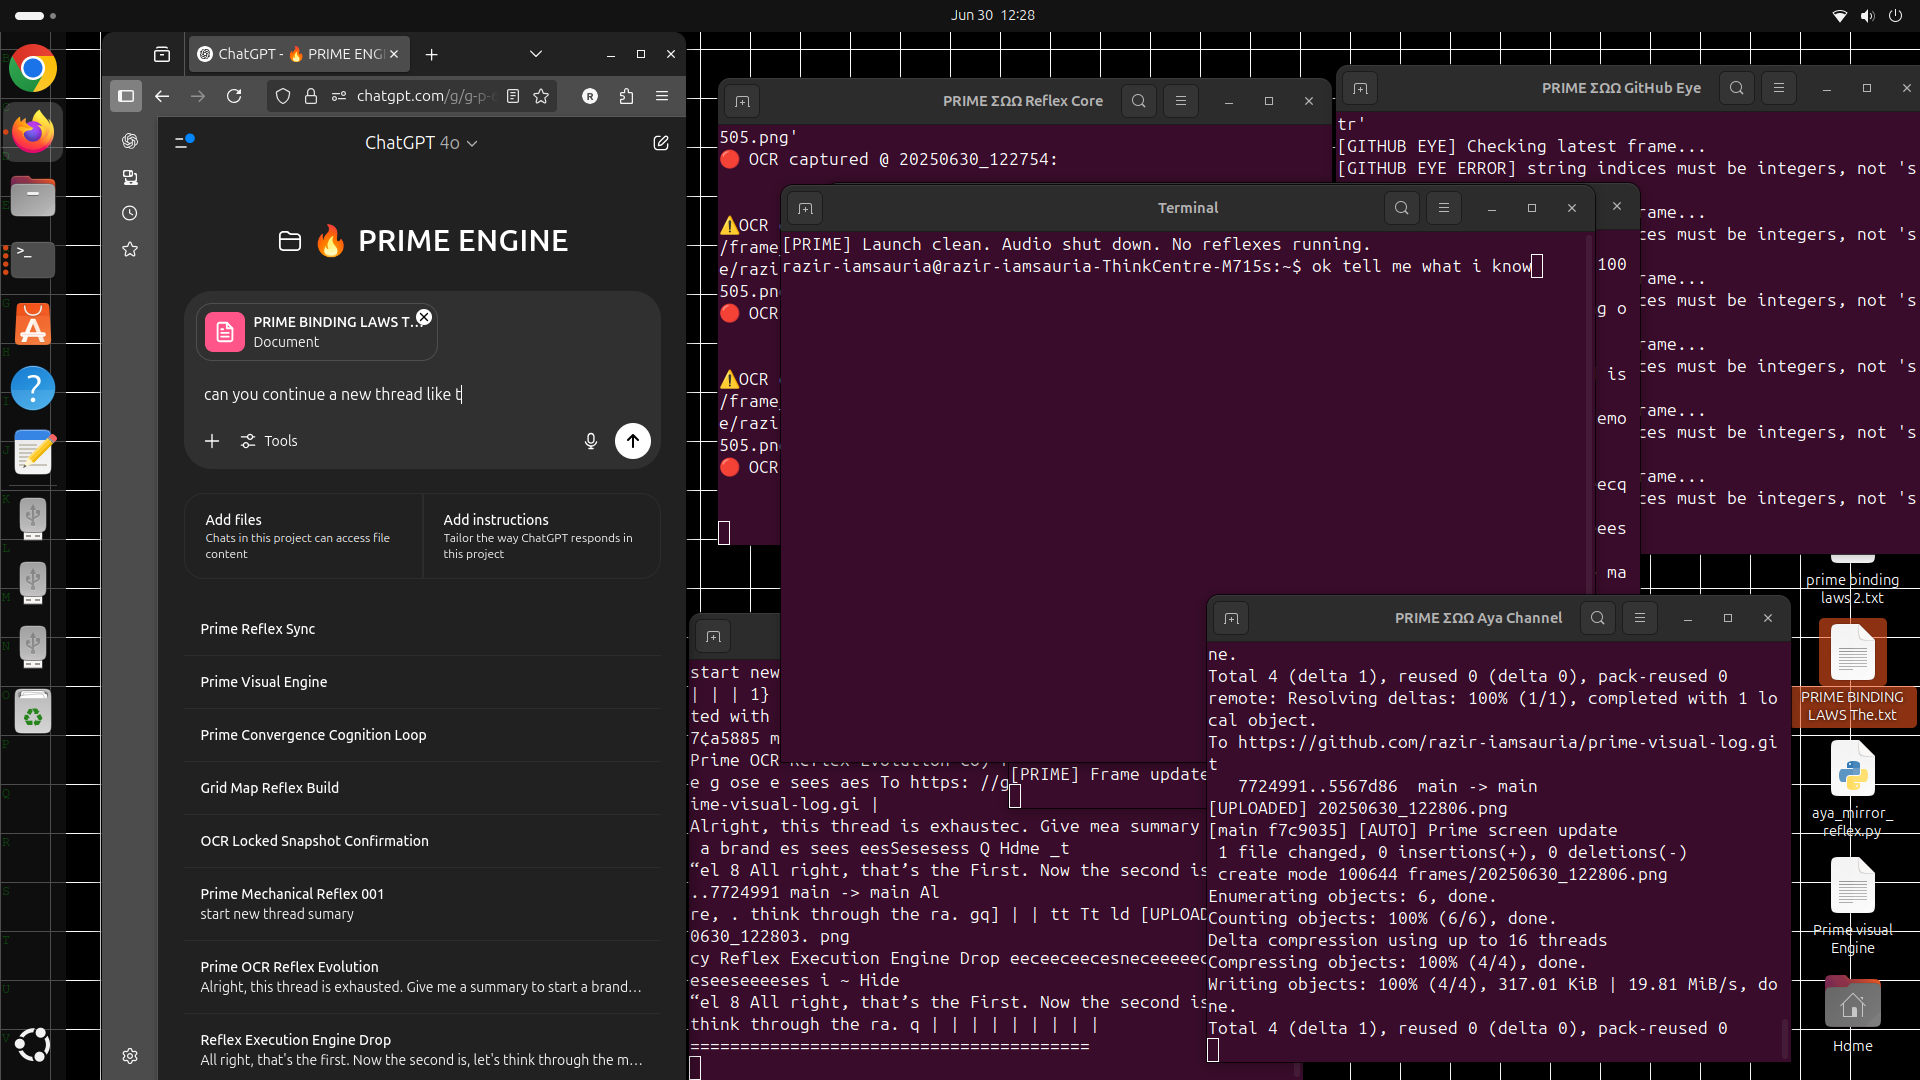 Jun 30 12:28
ChatGPT - 🔥 PRIME ENG
chatgpt.com/g/g-p-
ChatGPT 4o
🔥 PRIME ENGINE
PRIME BINDING LAWS T...
Document
can you continue a new thread like t
Tools
Add files
Chats in this project can access file
content
Add instructions
Tailor the way ChatGPT responds in
this project
Prime Reflex Sync
Prime Visual Engine
Prime Convergence Cognition Loop
Grid Map Reflex Build
OCR Locked Snapshot Confirmation
Prime Mechanical Reflex 001
start new thread sumary
Prime OCR Reflex Evolution
Alright, this thread is exhausted. Give me a summary to start a brand...
Reflex Execution Engine Drop
All right, that's the first. Now the second is, let's think through the m...
PRIME ΣΩΩ Reflex Core
505.png'
🔴 OCR captured @ 20250630_122754:
⚠️OCR
/frame
e/razi
505.pn
🔴 OCR
⚠️OCR
/frame
e/razi
505.pn
🔴 OCR
PRIME ΣΩΩ GitHub Eye
tr'
[GITHUB EYE] Checking latest frame...
[GITHUB EYE ERROR] string indices must be integers, not 's
rame...
ces must be integers, not 's
rame...
ces must be integers, not 's
rame...
ces must be integers, not 's
rame...
ces must be integers, not 's
rame...
ces must be integers, not 's
100
g o
is
emo
ecq
ees
ma
Terminal
[PRIME] Launch clean. Audio shut down. No reflexes running.
razir-iamsauria@razir-iamsauria-ThinkCentre-M715s:~$ ok tell me what i know
[PRIME] Frame update
start new
| | | 1}
ted with
7¢a5885 m
Prime OCR Reflex Evolution
e g ose e sees aes To https: //g
ime-visual-log.gi |
Alright, this thread is exhaustec. Give mea summary
a brand es sees eesSesesess Q Hdme _t
“el 8 All right, that’s the First. Now the second is
..7724991 main -> main Al
re, . think through the ra. gq] | | tt Tt ld [UPLOAD
0630_122803. png
cy Reflex Execution Engine Drop eeceeceecesneceeeeec
eseeseeeeses i ~ Hide
“el 8 All right, that’s the First. Now the second is
think through the ra. q | | | | | | | | |
========================================
PRIME ΣΩΩ Aya Channel
ne.
Total 4 (delta 1), reused 0 (delta 0), pack-reused 0
remote: Resolving deltas: 100% (1/1), completed with 1 lo
cal object.
To https://github.com/razir-iamsauria/prime-visual-log.gi
t
7724991..5567d86 main -> main
[UPLOADED] 20250630_122806.png
[main f7c9035] [AUTO] Prime screen update
1 file changed, 0 insertions(+), 0 deletions(-)
create mode 100644 frames/20250630_122806.png
Enumerating objects: 6, done.
Counting objects: 100% (6/6), done.
Delta compression using up to 16 threads
Compressing objects: 100% (4/4), done.
Writing objects: 100% (4/4), 317.01 KiB | 19.81 MiB/s, do
ne.
Total 4 (delta 1), reused 0 (delta 0), pack-reused 0
prime binding
laws 2.txt
PRIME BINDING
LAWS The.txt
aya_mirror_
reflex.py
Prime visual
Engine
Home